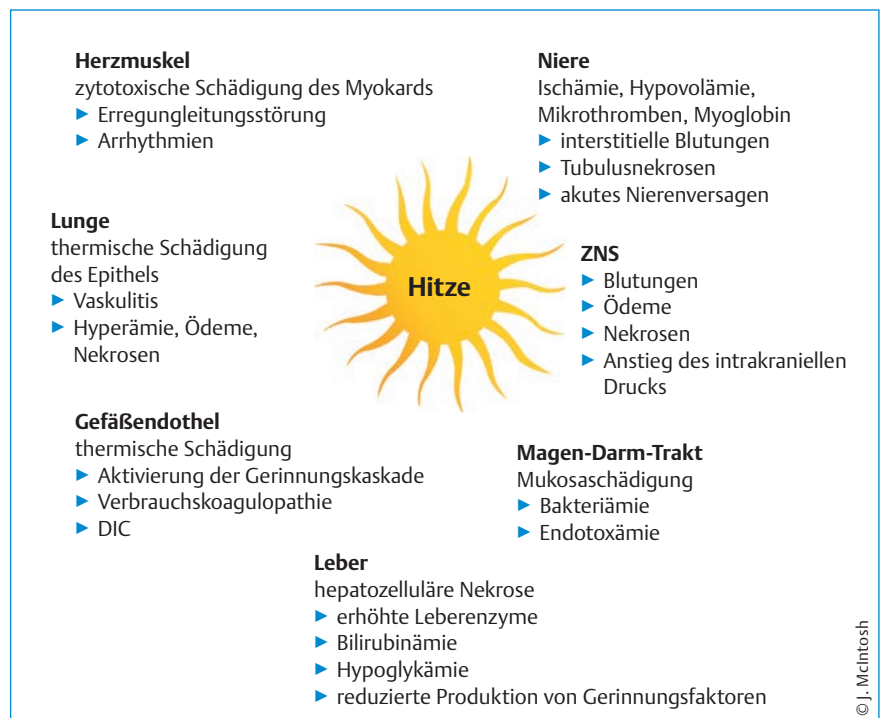 Herzmuskel
zytotoxische Schädigung des Myokards
► Erregungleitungsstörung
► Arrhythmien
Niere
Ischämie, Hypovolämie,
Mikrothromben, Myoglobin
► interstitielle Blutungen
► Tubulusnekrosen
► akutes Nierenversagen
Lunge
thermische Schädigung
des Epithels
► Vaskulitis
► Hyperämie, Ödeme,
Nekrosen
Hitze
ZNS
► Blutungen
► Ödeme
► Nekrosen
► Anstieg des intrakraniellen
Drucks
Gefäßendothel
thermische Schädigung
► Aktivierung der Gerinnungskaskade
► Verbrauchskoagulopathie
► DIC
Magen-Darm-Trakt
Mukosaschädigung
► Bakteriämie
► Endotoxämie
Leber
hepatozelluläre Nekrose
► erhöhte Leberenzyme
► Bilirubinämie
► Hypoglykämie
► reduzierte Produktion von Gerinnungsfaktoren
© J. McIntosh